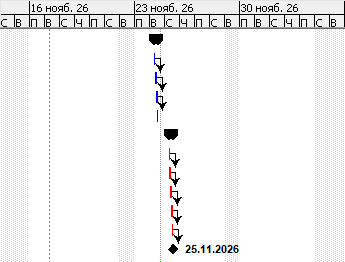 16 нояб. 26 23 нояб. 26 30 нояб. 26
С В П В С Ч П С В П В С Ч П С В П В С Ч П С В
25.11.2026